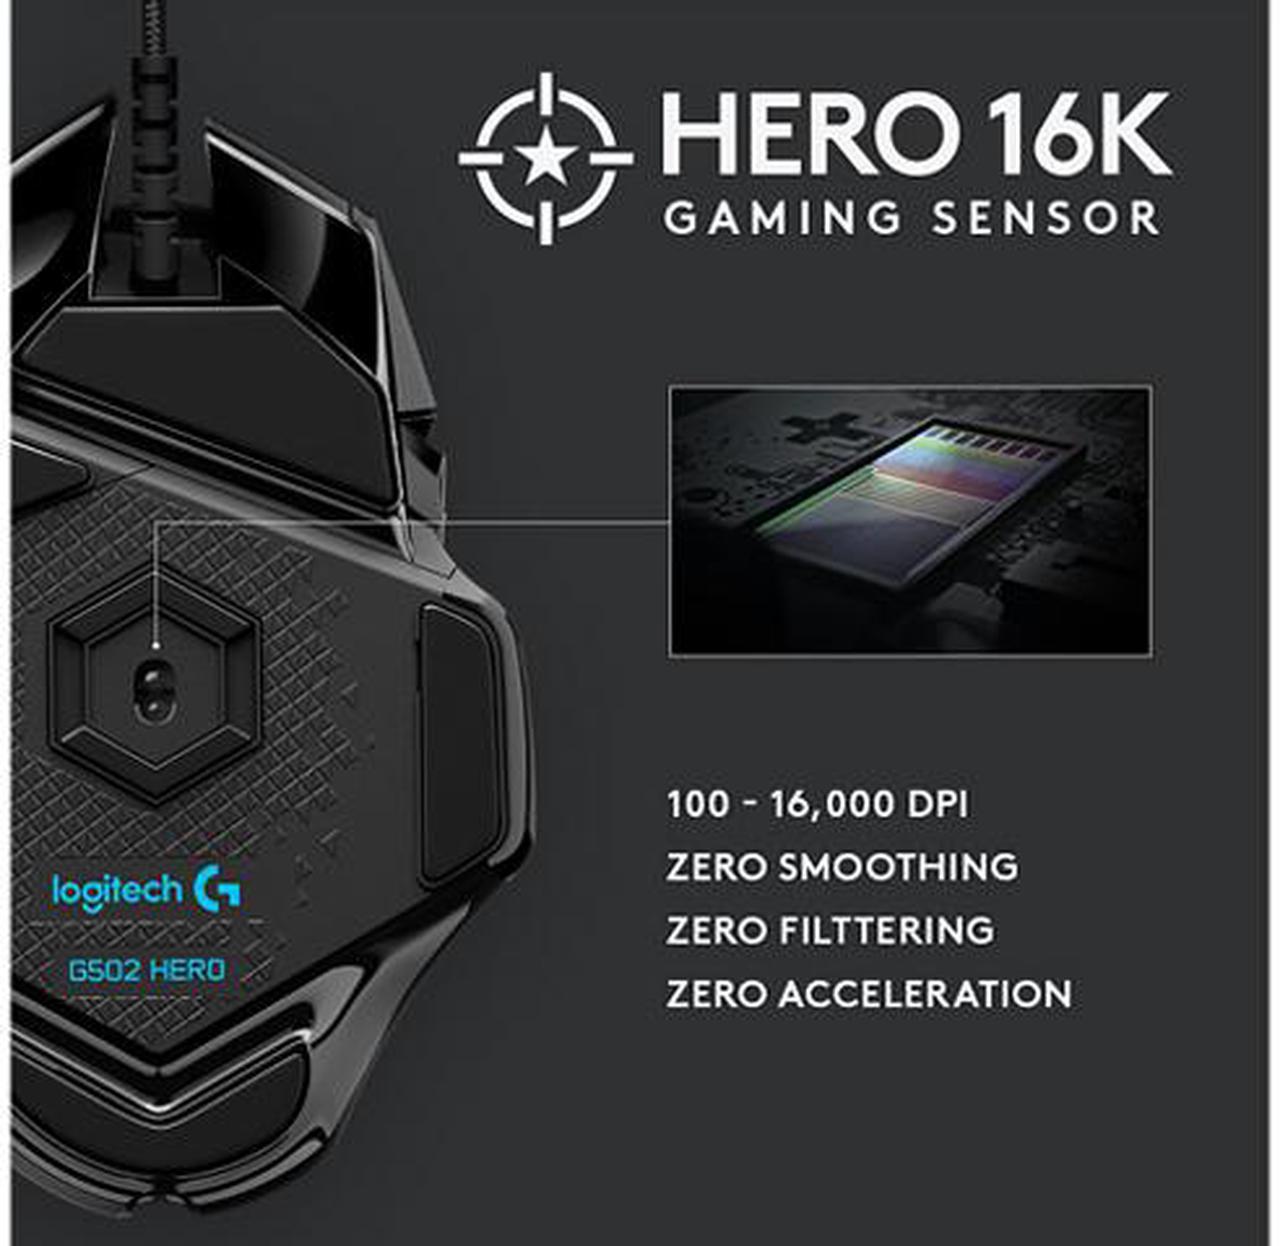 HERO 16K
GAMING SENSOR
100 - 16,000 DPI
ZERO SMOOTHING
ZERO FILTTERING
ZERO ACCELERATION
logitech G
G502 HERO